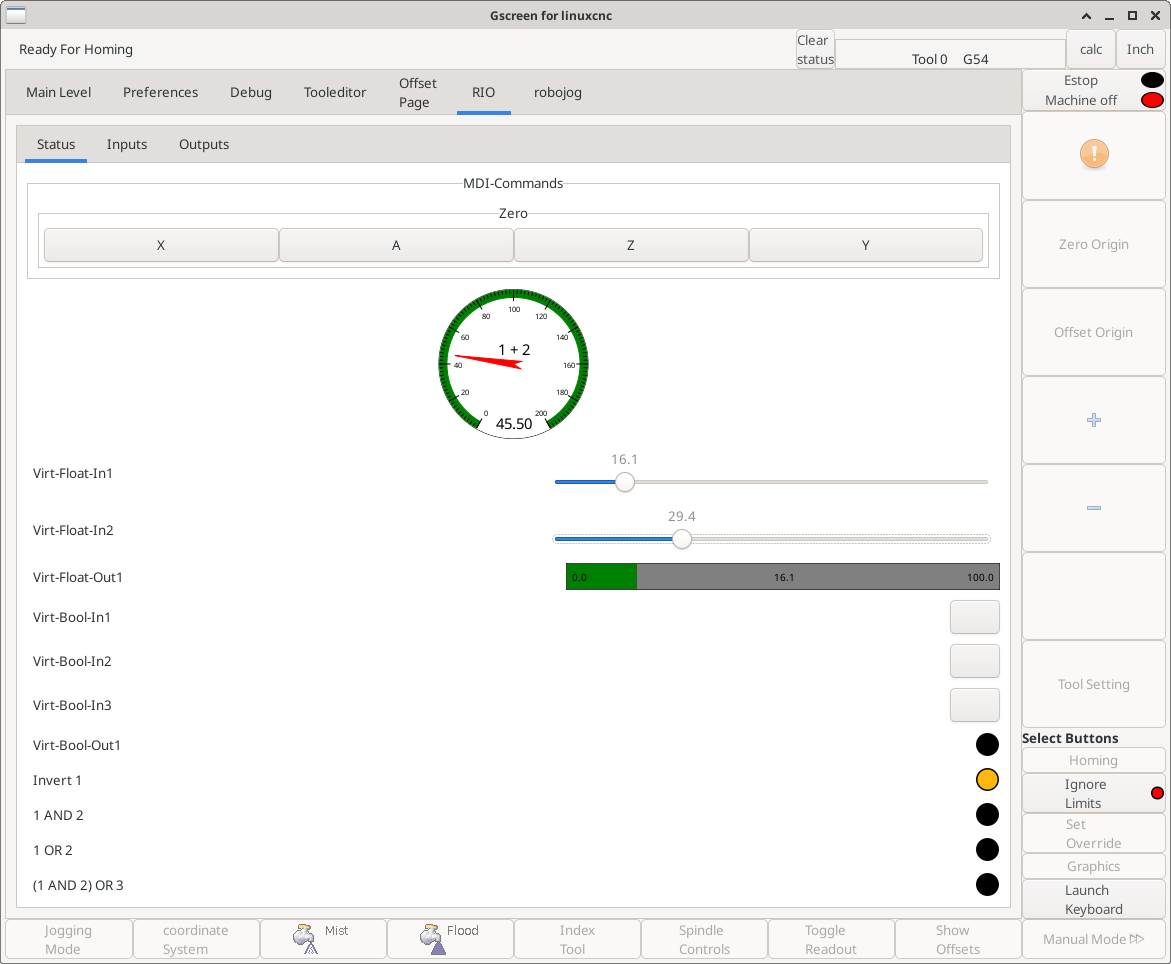 Gscreen for linuxcnc
Ready For Homing
Clear
status
Tool 0 G54
calc
Inch
Main Level
Preferences
Debug
Tooleditor
Offset
Page
RIO
robojog
Estop
Machine off
Status
Inputs
Outputs
MDI-Commands
Zero
X
A
Z
Y
!
Zero Origin
Offset Origin
0
20
40
60
80
100
120
140
160
180
200
1 + 2
45.50
Virt-Float-In1
16.1
Virt-Float-In2
29.4
Virt-Float-Out1
0.0
16.1
100.0
Virt-Bool-In1
Virt-Bool-In2
Virt-Bool-In3
Virt-Bool-Out1
Invert 1
1 AND 2
1 OR 2
(1 AND 2) OR 3
Tool Setting
Select Buttons
Homing
Ignore
Limits
Set
Override
Graphics
Launch
Keyboard
Jogging
Mode
coordinate
System
Mist
Flood
Index
Tool
Spindle
Controls
Toggle
Readout
Show
Offsets
Manual Mode